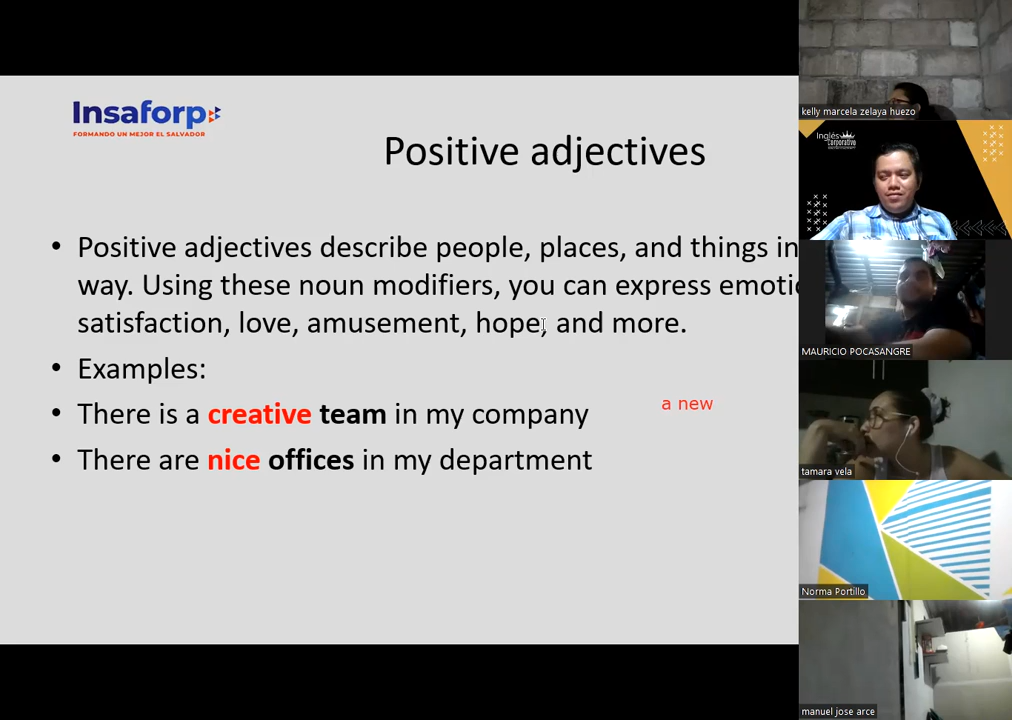 Insaforp
FORMANDO UN MEJOR EL SALVADOR
Positive adjectives
• Positive adjectives describe people, places, and things in
way. Using these noun modifiers, you can express emotio
satisfaction, love, amusement, hope, and more.
• Examples:
• There is a creative team in my company
a new
• There are nice offices in my department
kelly marcela zelaya huezo
Inglés
Corporativo
MAURICIO POCASANGRE
tamara vela
Norma Portillo
manuel jose arce